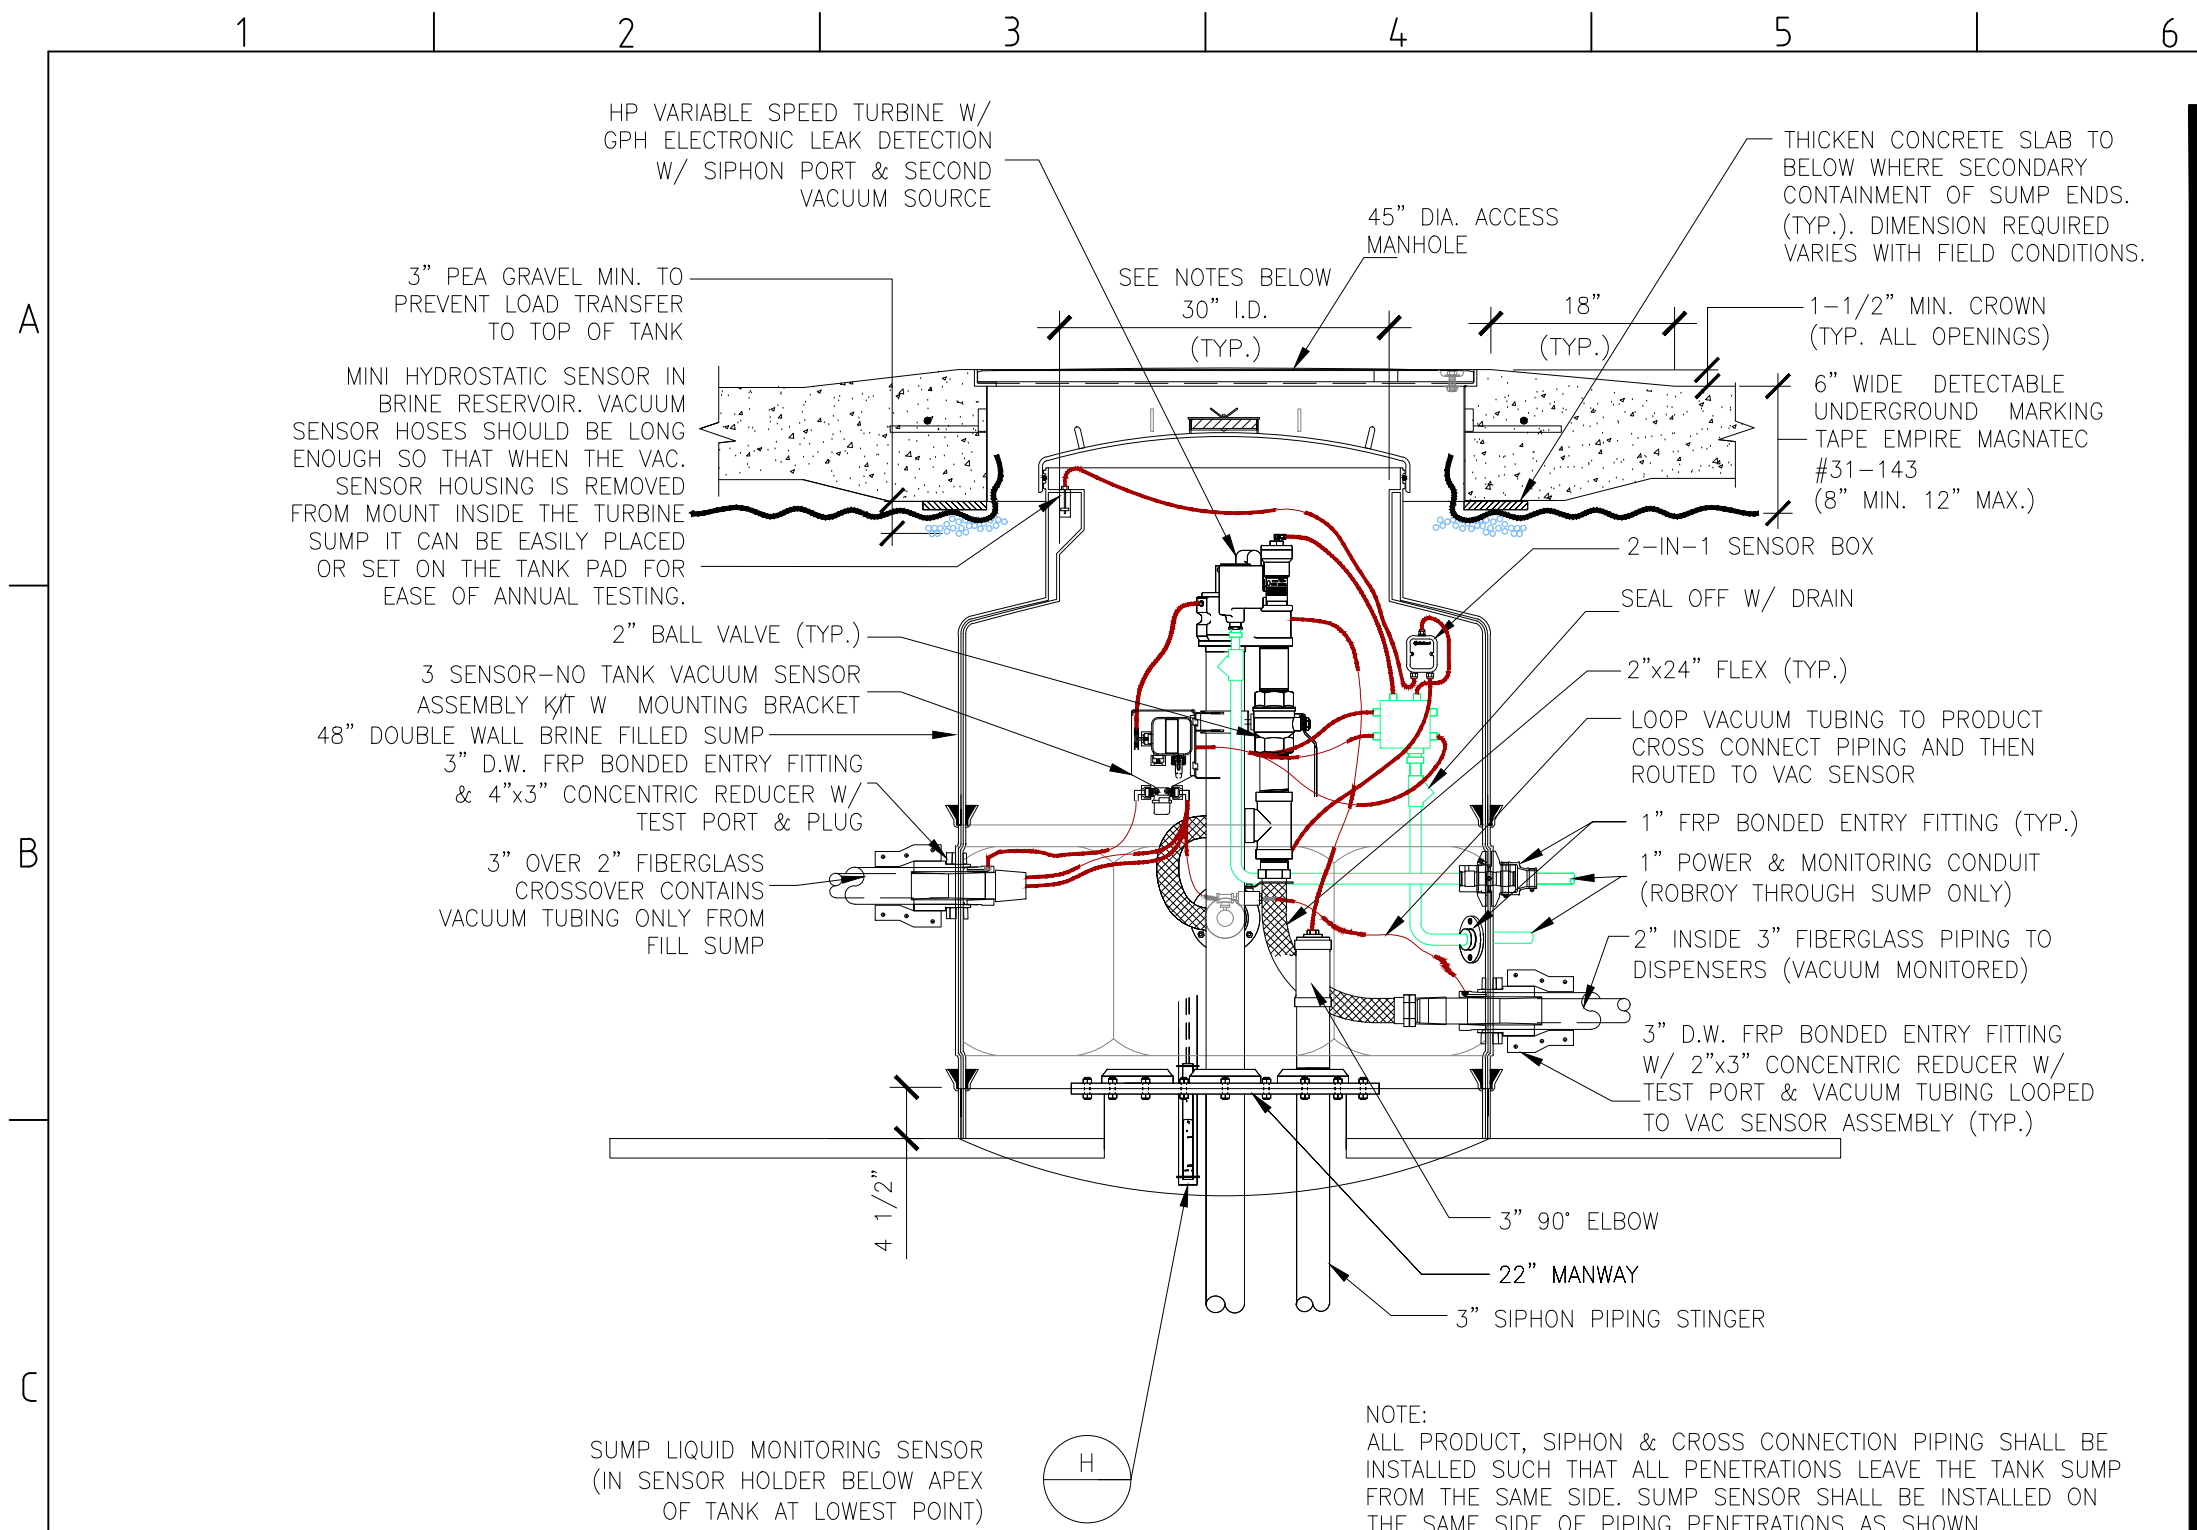 1 2 3 4 5 6
HP VARIABLE SPEED TURBINE W/
GPH ELECTRONIC LEAK DETECTION
W/ SIPHON PORT & SECOND
VACUUM SOURCE
THICKEN CONCRETE SLAB TO
BELOW WHERE SECONDARY
CONTAINMENT OF SUMP ENDS.
(TYP.). DIMENSION REQUIRED
VARIES WITH FIELD CONDITIONS.
45" DIA. ACCESS
MANHOLE
SEE NOTES BELOW
30" I.D.
(TYP.)
18"
(TYP.)
A
3" PEA GRAVEL MIN. TO
PREVENT LOAD TRANSFER
TO TOP OF TANK
1-1/2" MIN. CROWN
(TYP. ALL OPENINGS)
MINI HYDROSTATIC SENSOR IN
BRINE RESERVOIR. VACUUM
SENSOR HOSES SHOULD BE LONG
ENOUGH SO THAT WHEN THE VAC.
SENSOR HOUSING IS REMOVED
FROM MOUNT INSIDE THE TURBINE
SUMP IT CAN BE EASILY PLACED
OR SET ON THE TANK PAD FOR
EASE OF ANNUAL TESTING.
6" WIDE DETECTABLE
UNDERGROUND MARKING
TAPE EMPIRE MAGNATEC
#31-143
(8" MIN. 12" MAX.)
2-IN-1 SENSOR BOX
SEAL OFF W/ DRAIN
2" BALL VALVE (TYP.)
3 SENSOR-NO TANK VACUUM SENSOR
ASSEMBLY KIT W/ MOUNTING BRACKET
48" DOUBLE WALL BRINE FILLED SUMP
3" D.W. FRP BONDED ENTRY FITTING
& 4"x3" CONCENTRIC REDUCER W/
TEST PORT & PLUG
2"x24" FLEX (TYP.)
LOOP VACUUM TUBING TO PRODUCT
CROSS CONNECT PIPING AND THEN
ROUTED TO VAC SENSOR
B
3" OVER 2" FIBERGLASS
CROSSOVER CONTAINS
VACUUM TUBING ONLY FROM
FILL SUMP
1" FRP BONDED ENTRY FITTING (TYP.)
1" POWER & MONITORING CONDUIT
(ROBROY THROUGH SUMP ONLY)
2" INSIDE 3" FIBERGLASS PIPING TO
DISPENSERS (VACUUM MONITORED)
3" D.W. FRP BONDED ENTRY FITTING
W/ 2"x3" CONCENTRIC REDUCER W/
TEST PORT & VACUUM TUBING LOOPED
TO VAC SENSOR ASSEMBLY (TYP.)
4 1/2"
3" 90° ELBOW
22" MANWAY
3" SIPHON PIPING STINGER
C
SUMP LIQUID MONITORING SENSOR
(IN SENSOR HOLDER BELOW APEX
OF TANK AT LOWEST POINT)
H
NOTE:
ALL PRODUCT, SIPHON & CROSS CONNECTION PIPING SHALL BE
INSTALLED SUCH THAT ALL PENETRATIONS LEAVE THE TANK SUMP
FROM THE SAME SIDE. SUMP SENSOR SHALL BE INSTALLED ON
THE SAME SIDE OF PIPING PENETRATIONS AS SHOWN